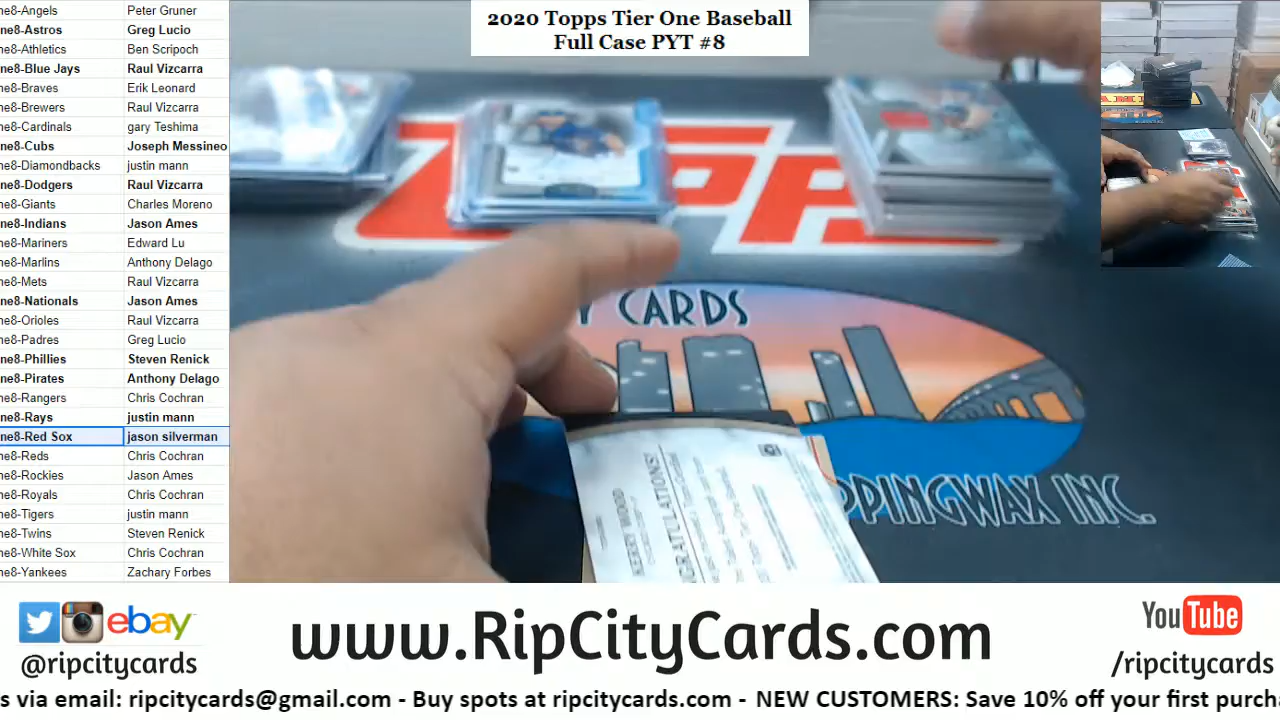 2020 Topps Tier One Baseball
Full Case PYT #8
ne8-Angels Peter Gruner
ne8-Astros Greg Lucio
ne8-Athletics Ben Scripoch
ne8-Blue Jays Raul Vizcarra
ne8-Braves Erik Leonard
ne8-Brewers Raul Vizcarra
ne8-Cardinals gary Teshima
ne8-Cubs Joseph Messineo
ne8-Diamondbacks justin mann
ne8-Dodgers Raul Vizcarra
ne8-Giants Charles Moreno
ne8-Indians Jason Ames
ne8-Mariners Edward Lu
ne8-Marlins Anthony Delago
ne8-Mets Raul Vizcarra
ne8-Nationals Jason Ames
ne8-Orioles Raul Vizcarra
ne8-Padres Greg Lucio
ne8-Phillies Steven Renick
ne8-Pirates Anthony Delago
ne8-Rangers Chris Cochran
ne8-Rays justin mann
ne8-Red Sox jason silverman
ne8-Reds Chris Cochran
ne8-Rockies Jason Ames
ne8-Royals Chris Cochran
ne8-Tigers justin mann
ne8-Twins Steven Renick
ne8-White Sox Chris Cochran
ne8-Yankees Zachary Forbes
Y CARDS
PPINGWAX INC.
KERRY WOOD
GRATULATIONS!
ebay
@ripcitycards
www.RipCityCards.com
YouTube
/ripcitycards
s via email: ripcitycards@gmail.com - Buy spots at ripcitycards.com - NEW CUSTOMERS: Save 10% off your first purch